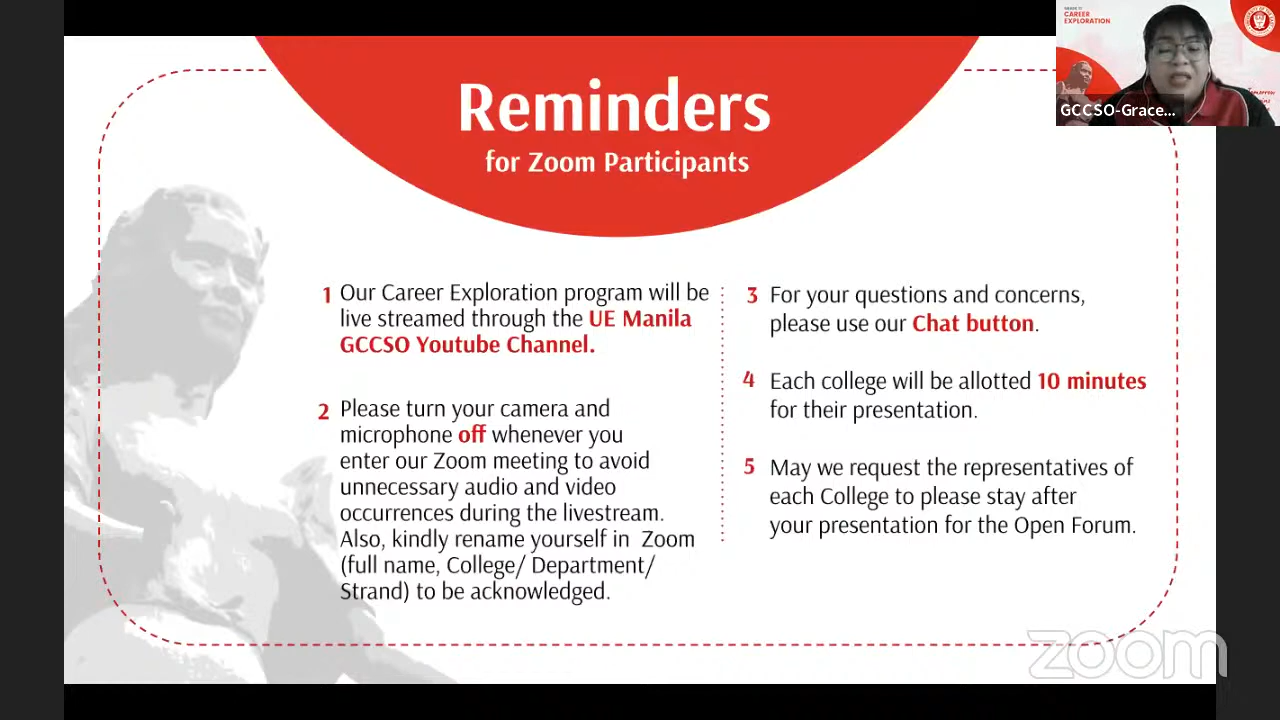 Reminders
for Zoom Participants
1 Our Career Exploration program will be
live streamed through the UE Manila
GCCSO Youtube Channel.
2 Please turn your camera and
microphone off whenever you
enter our Zoom meeting to avoid
unnecessary audio and video
occurrences during the livestream.
Also, kindly rename yourself in Zoom
(full name, College/ Department/
Strand) to be acknowledged.
3 For your questions and concerns,
please use our Chat button.
4 Each college will be allotted 10 minutes
for their presentation.
5 May we request the representatives of
each College to please stay after
your presentation for the Open Forum.
CAREER
EXPLORATION
GCCSO-Grace...
zoom